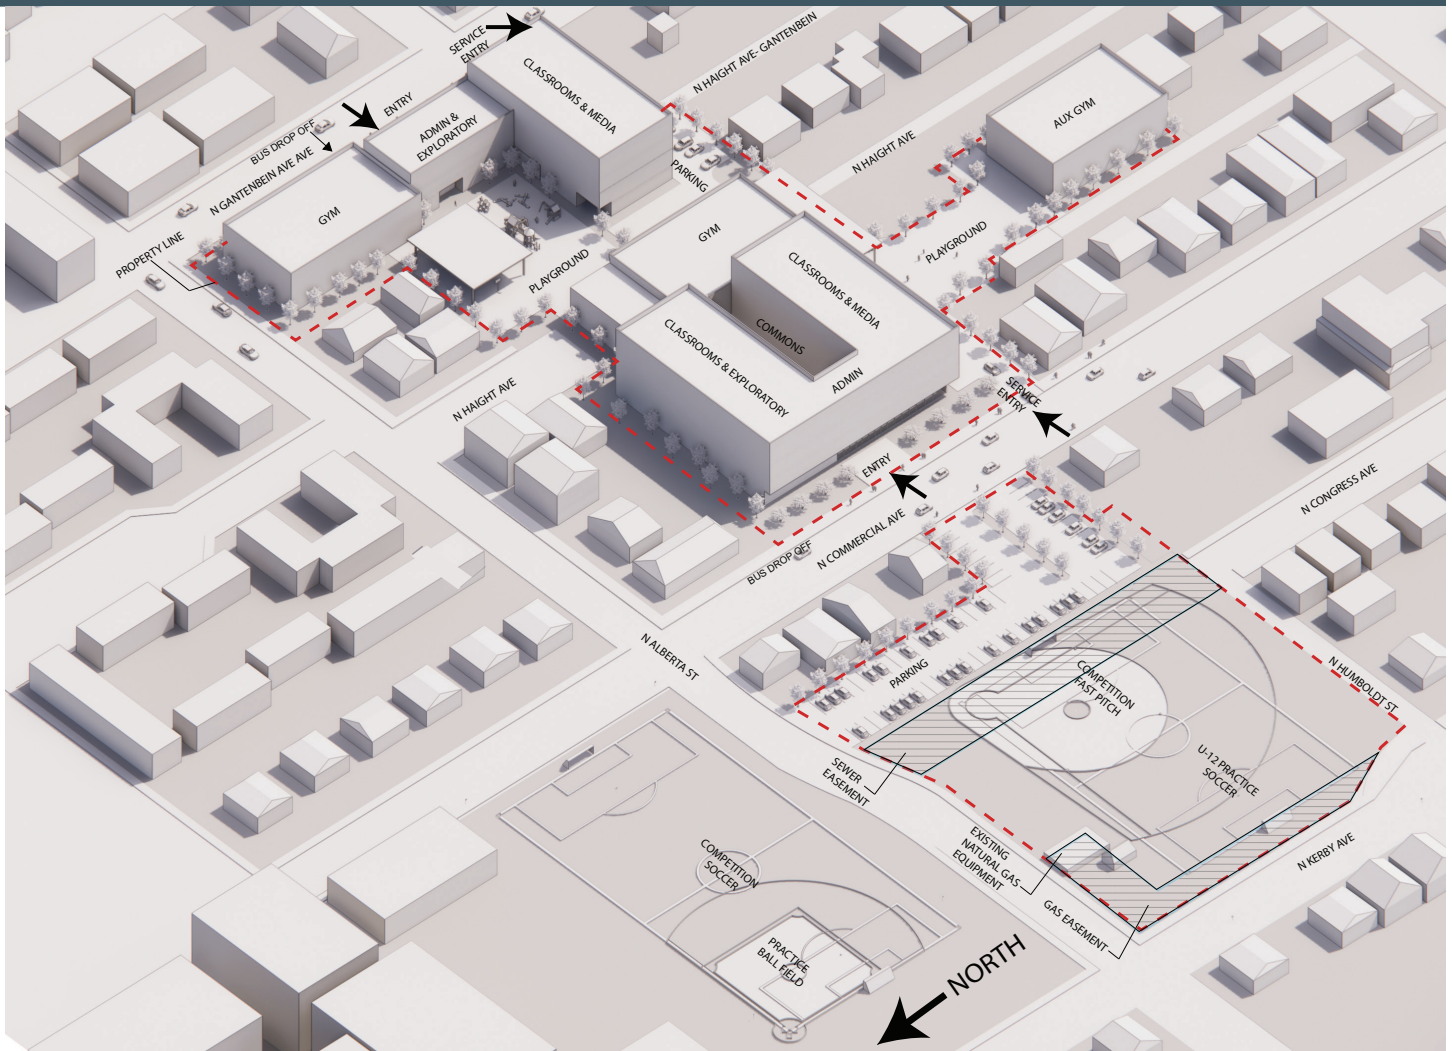 SERVICE
ENTRY
CLASSROOMS & MEDIA
N HAIGHT AVE- GANTENBEIN
ENTRY
ADMIN &
EXPLORATORY
AUX GYM
BUS DROP OFF
N GANTENBEIN AVE AVE
N HAIGHT AVE
PARKING
GYM
GYM
PROPERTY LINE
PLAYGROUND
PLAYGROUND
CLASSROOMS & MEDIA
COMMONS
CLASSROOMS & EXPLORATORY
ADMIN
N HAIGHT AVE
SERVICE
ENTRY
ENTRY
N CONGRESS AVE
N COMMERCIAL AVE
BUS DROP OFF
N ALBERTA ST
PARKING
COMPETITION
FAST PITCH
N HUMBOLDT ST
U-12 PRACTICE
SOCCER
SEWER
EASEMENT
EXISTING
NATURAL GAS
EQUIPMENT
N KERBY AVE
COMPETITION
SOCCER
GAS EASEMENT
PRACTICE
BALL FIELD
NORTH